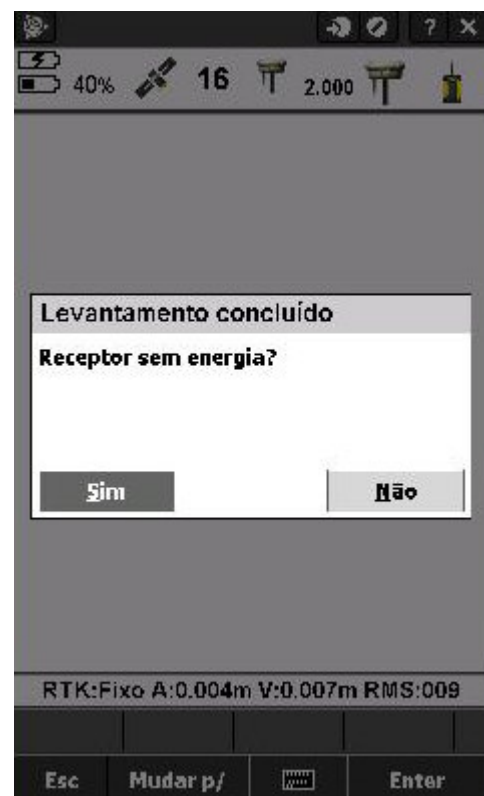 ? ×
40% 16 2.000
Levantamento concluído
Receptor sem energia?
Sim Não
RTK:Fixo A:0.004m V:0.007m RMS:009
Esc Mudar p/ Enter